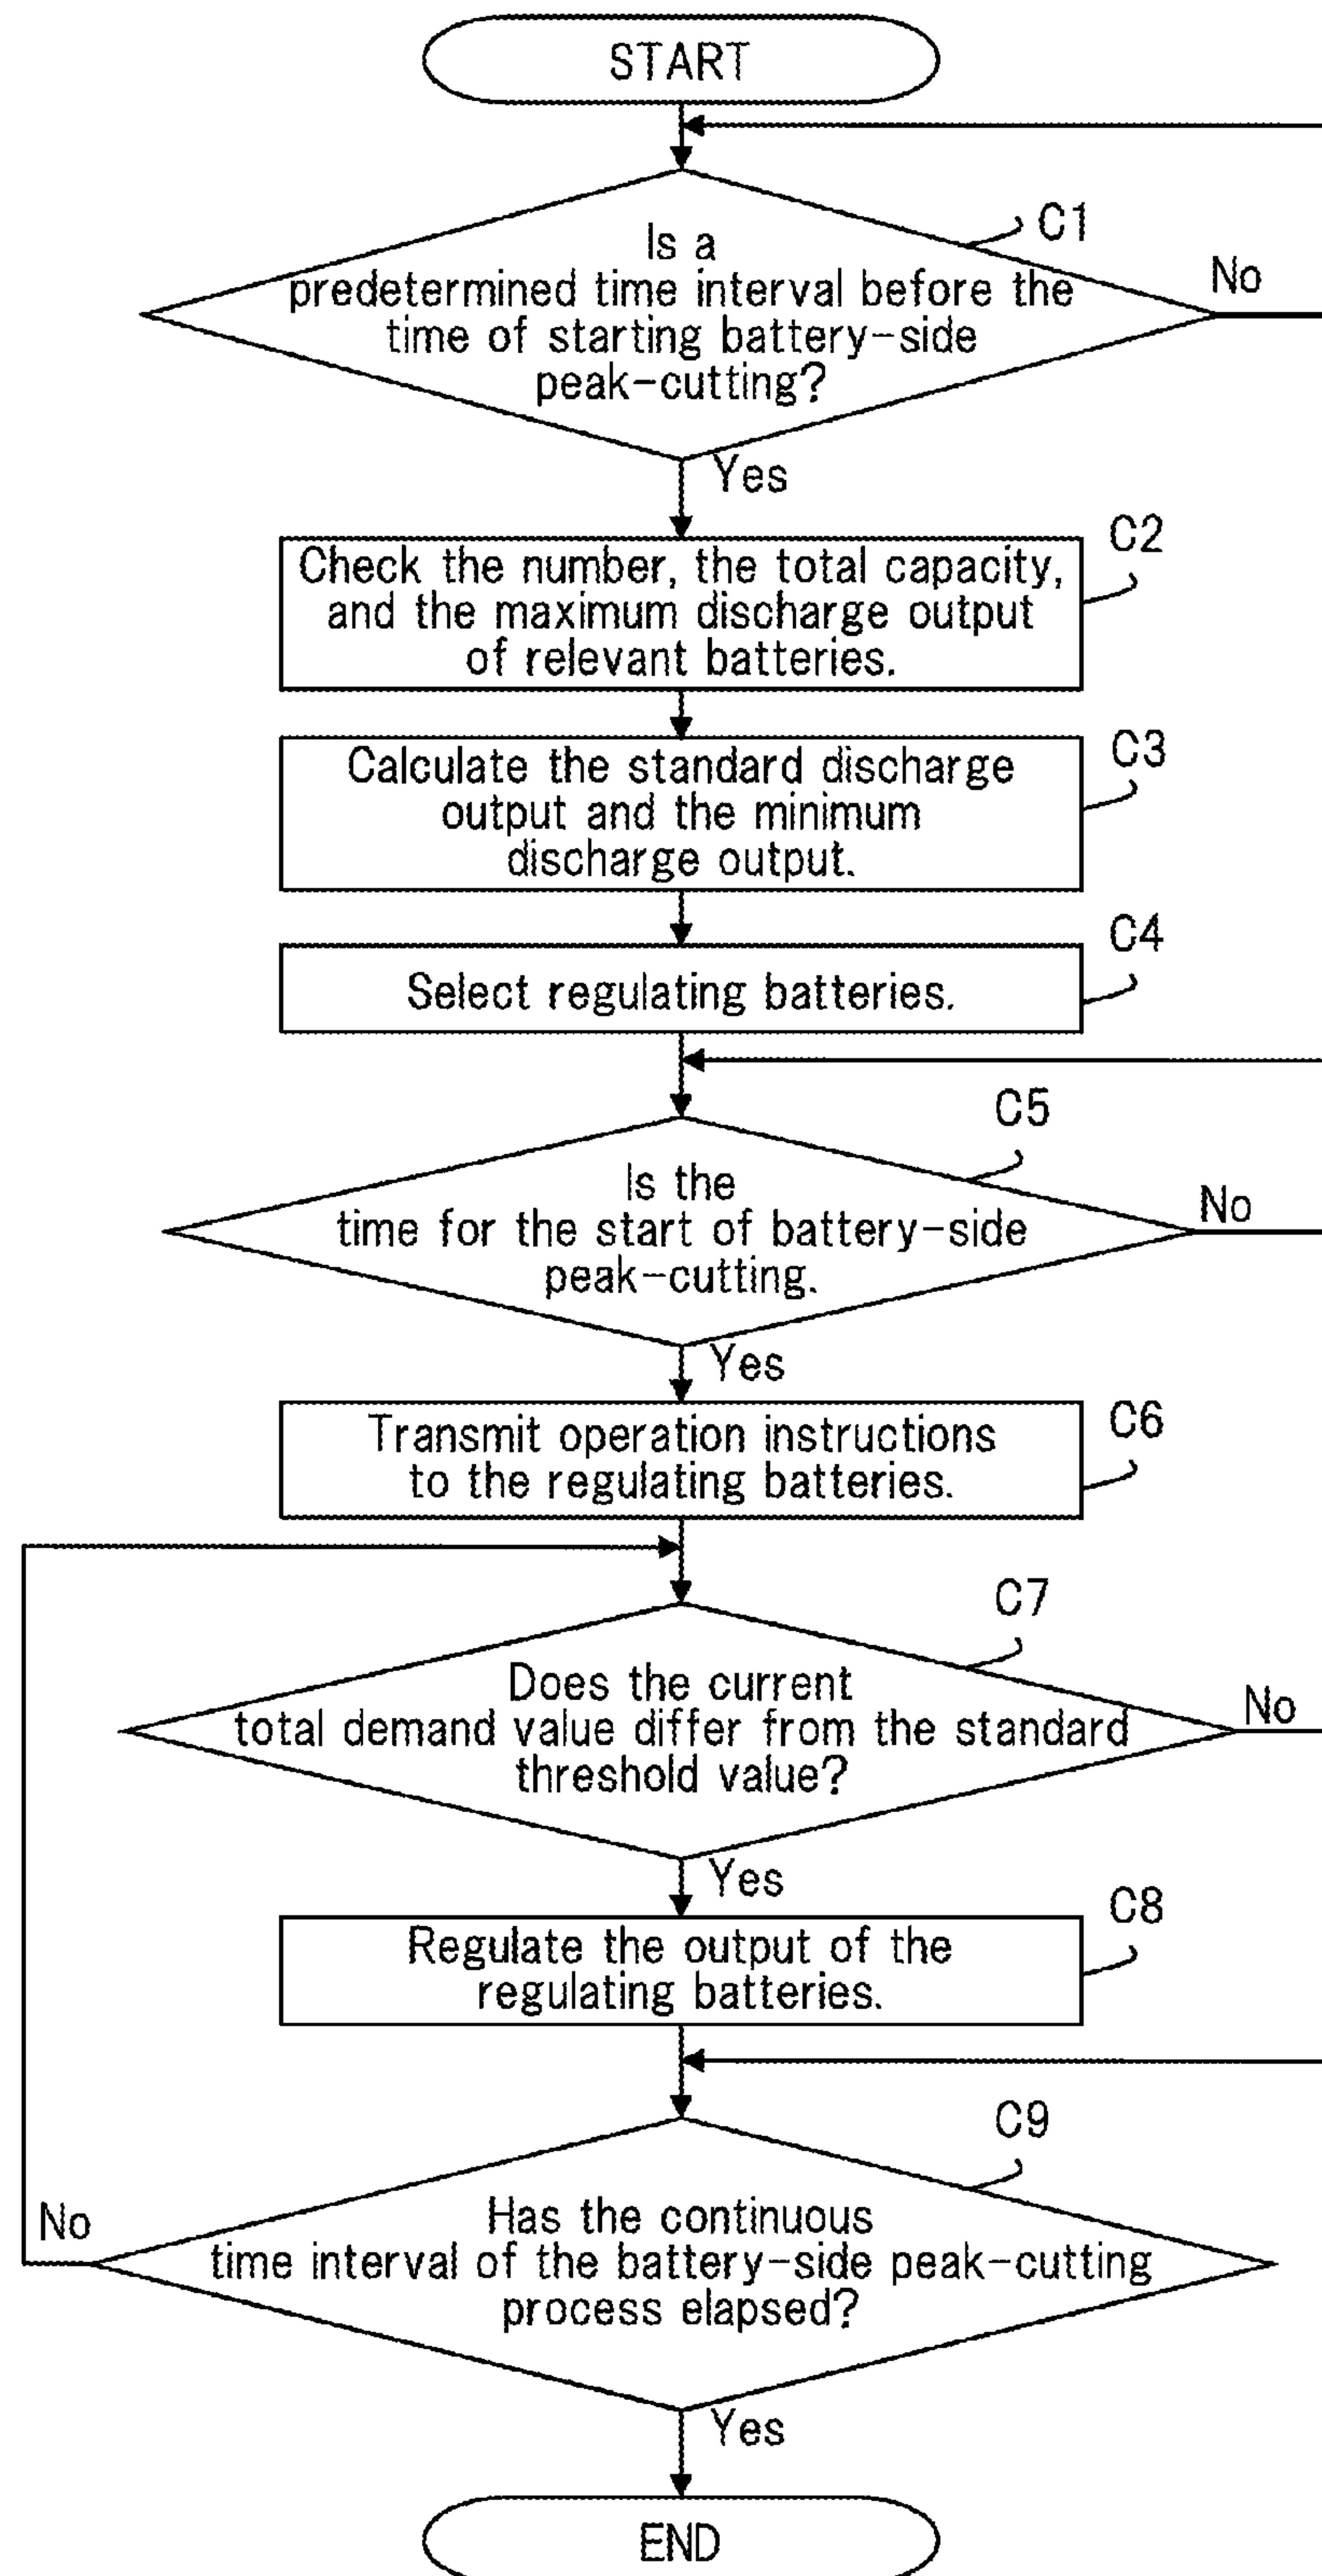 START
C1
Is a
predetermined time interval before the
time of starting battery-side
peak-cutting?
No
Yes
C2
Check the number, the total capacity,
and the maximum discharge output
of relevant batteries.
C3
Calculate the standard discharge
output and the minimum
discharge output.
C4
Select regulating batteries.
C5
Is the
time for the start of battery-side
peak-cutting.
No
Yes
C6
Transmit operation instructions
to the regulating batteries.
C7
Does the current
total demand value differ from the standard
threshold value?
No
Yes
C8
Regulate the output of the
regulating batteries.
C9
Has the continuous
time interval of the battery-side peak-cutting
process elapsed?
No
Yes
END